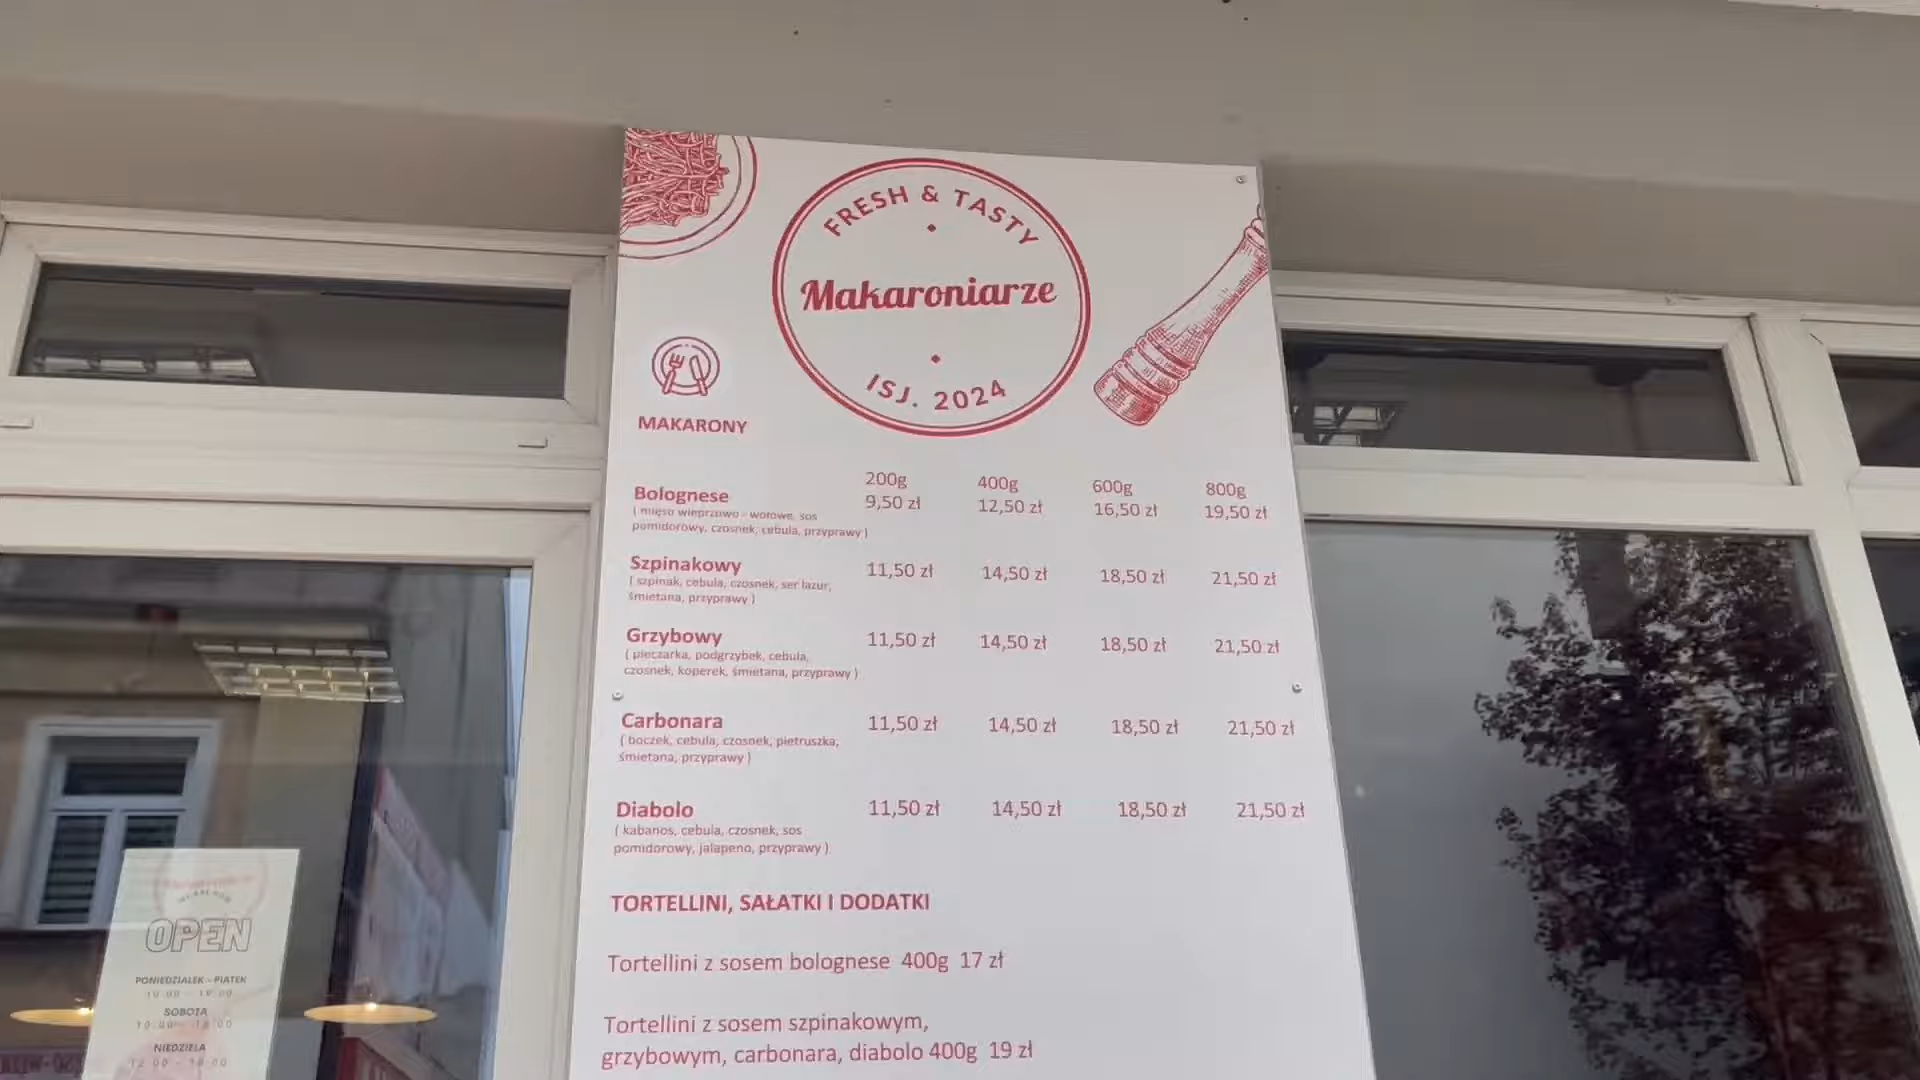 FRESH & TASTY
Makaroniarze
ISJ. 2024
MAKARONY
200g 400g 600g 800g
Bolognese 9,50 zł 12,50 zł 16,50 zł 19,50 zł
( mięso wieprzowo - wołowe, sos
pomidorowy, czosnek, cebula, przyprawy )
Szpinakowy 11,50 zł 14,50 zł 18,50 zł 21,50 zł
( szpinak, cebula, czosnek, ser lazur,
śmietana, przyprawy )
Grzybowy 11,50 zł 14,50 zł 18,50 zł 21,50 zł
( pieczarka, podgrzybek, cebula,
czosnek, koperek, śmietana, przyprawy )
Carbonara 11,50 zł 14,50 zł 18,50 zł 21,50 zł
( boczek, cebula, czosnek, pietruszka,
śmietana, przyprawy )
Diabolo 11,50 zł 14,50 zł 18,50 zł 21,50 zł
( kabanos, cebula, czosnek, sos
pomidorowy, jalapeno, przyprawy )
TORTELLINI, SAŁATKI I DODATKI
Tortellini z sosem bolognese 400g 17 zł
Tortellini z sosem szpinakowym,
grzybowym, carbonara, diabolo 400g 19 zł
OPEN
PONIEDZIAŁEK - PIĄTEK
SOBOTA
NIEDZIELA